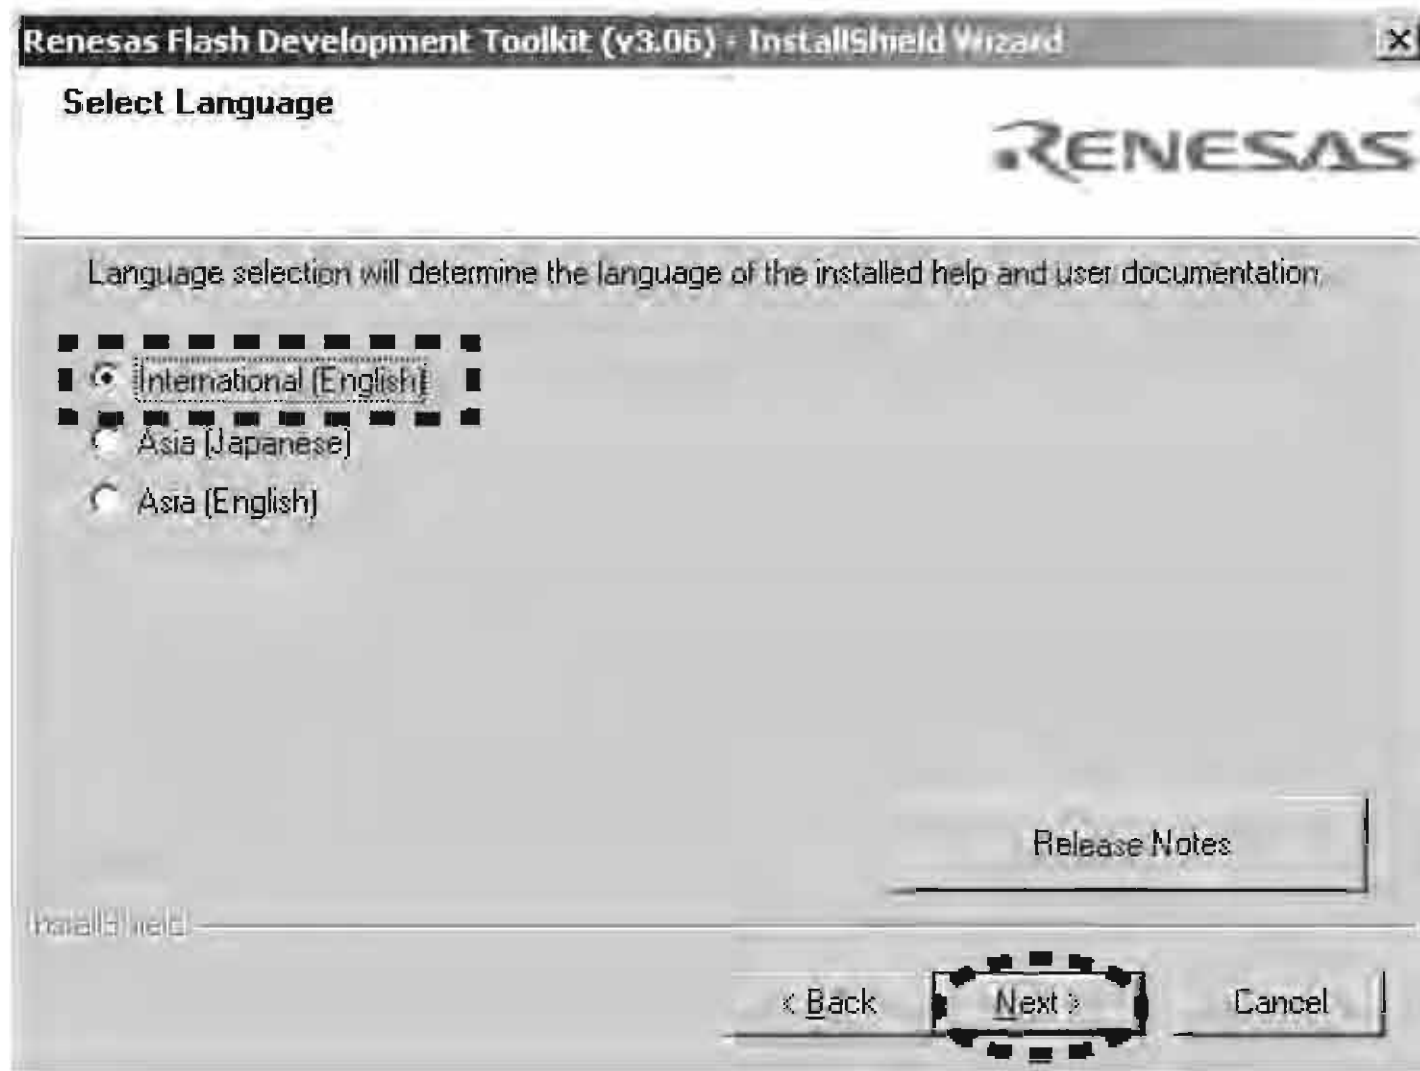 Renesas Flash Development Toolkit (v3.06) - InstallShield Wizard
Select Language
RENESAS
Language selection will determine the language of the installed help and user documentation.
International (English)
Asia (Japanese)
Asia (English)
Release Notes
InstallShield
< Back
Next >
Cancel